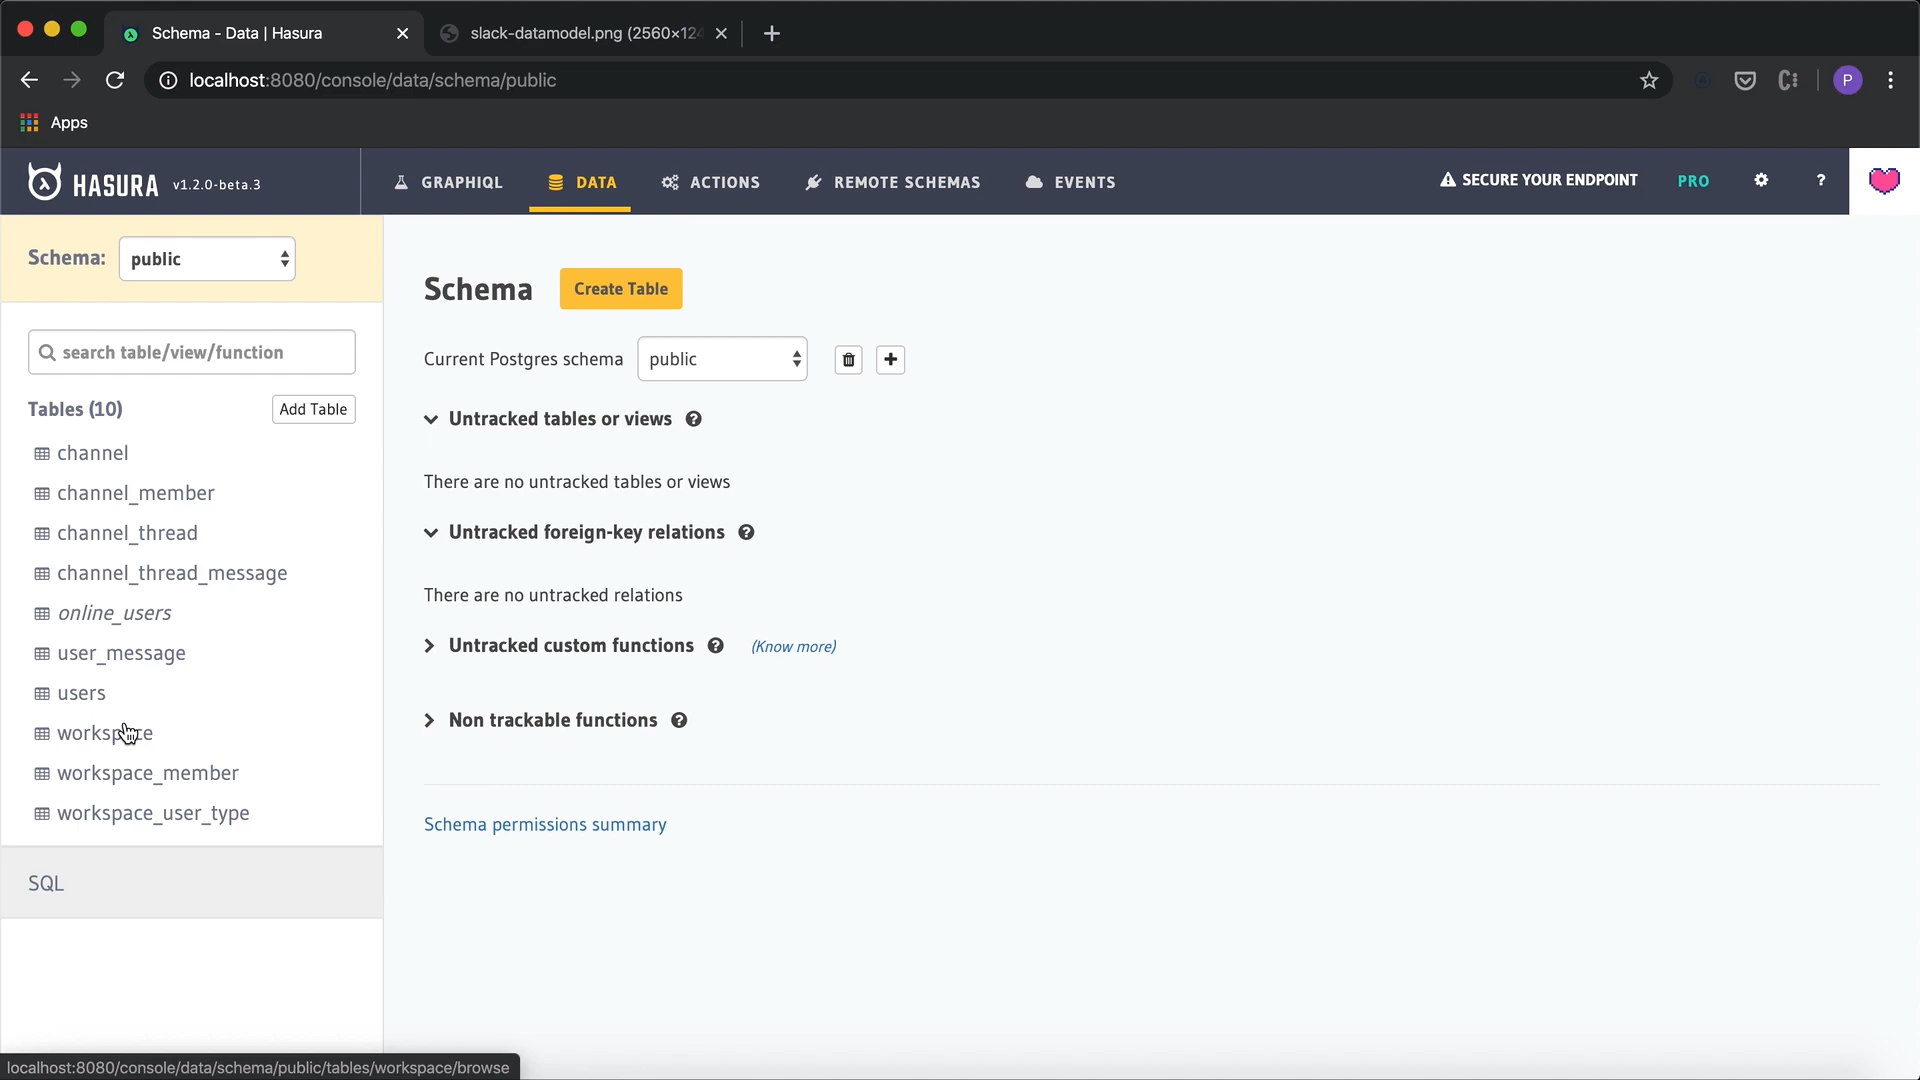 Schema - Data | Hasura
slack-datamodel.png (2560×124
localhost:8080/console/data/schema/public
P
Apps
HASURA v1.2.0-beta.3
GRAPHIQL
DATA
ACTIONS
REMOTE SCHEMAS
EVENTS
SECURE YOUR ENDPOINT
PRO
?
Schema: public
search table/view/function
Tables (10)
Add Table
channel
channel_member
channel_thread
channel_thread_message
online_users
user_message
users
workspace
workspace_member
workspace_user_type
SQL
Schema
Create Table
Current Postgres schema public
Untracked tables or views ?
There are no untracked tables or views
Untracked foreign-key relations ?
There are no untracked relations
Untracked custom functions ? (Know more)
Non trackable functions ?
Schema permissions summary
localhost:8080/console/data/schema/public/tables/workspace/browse